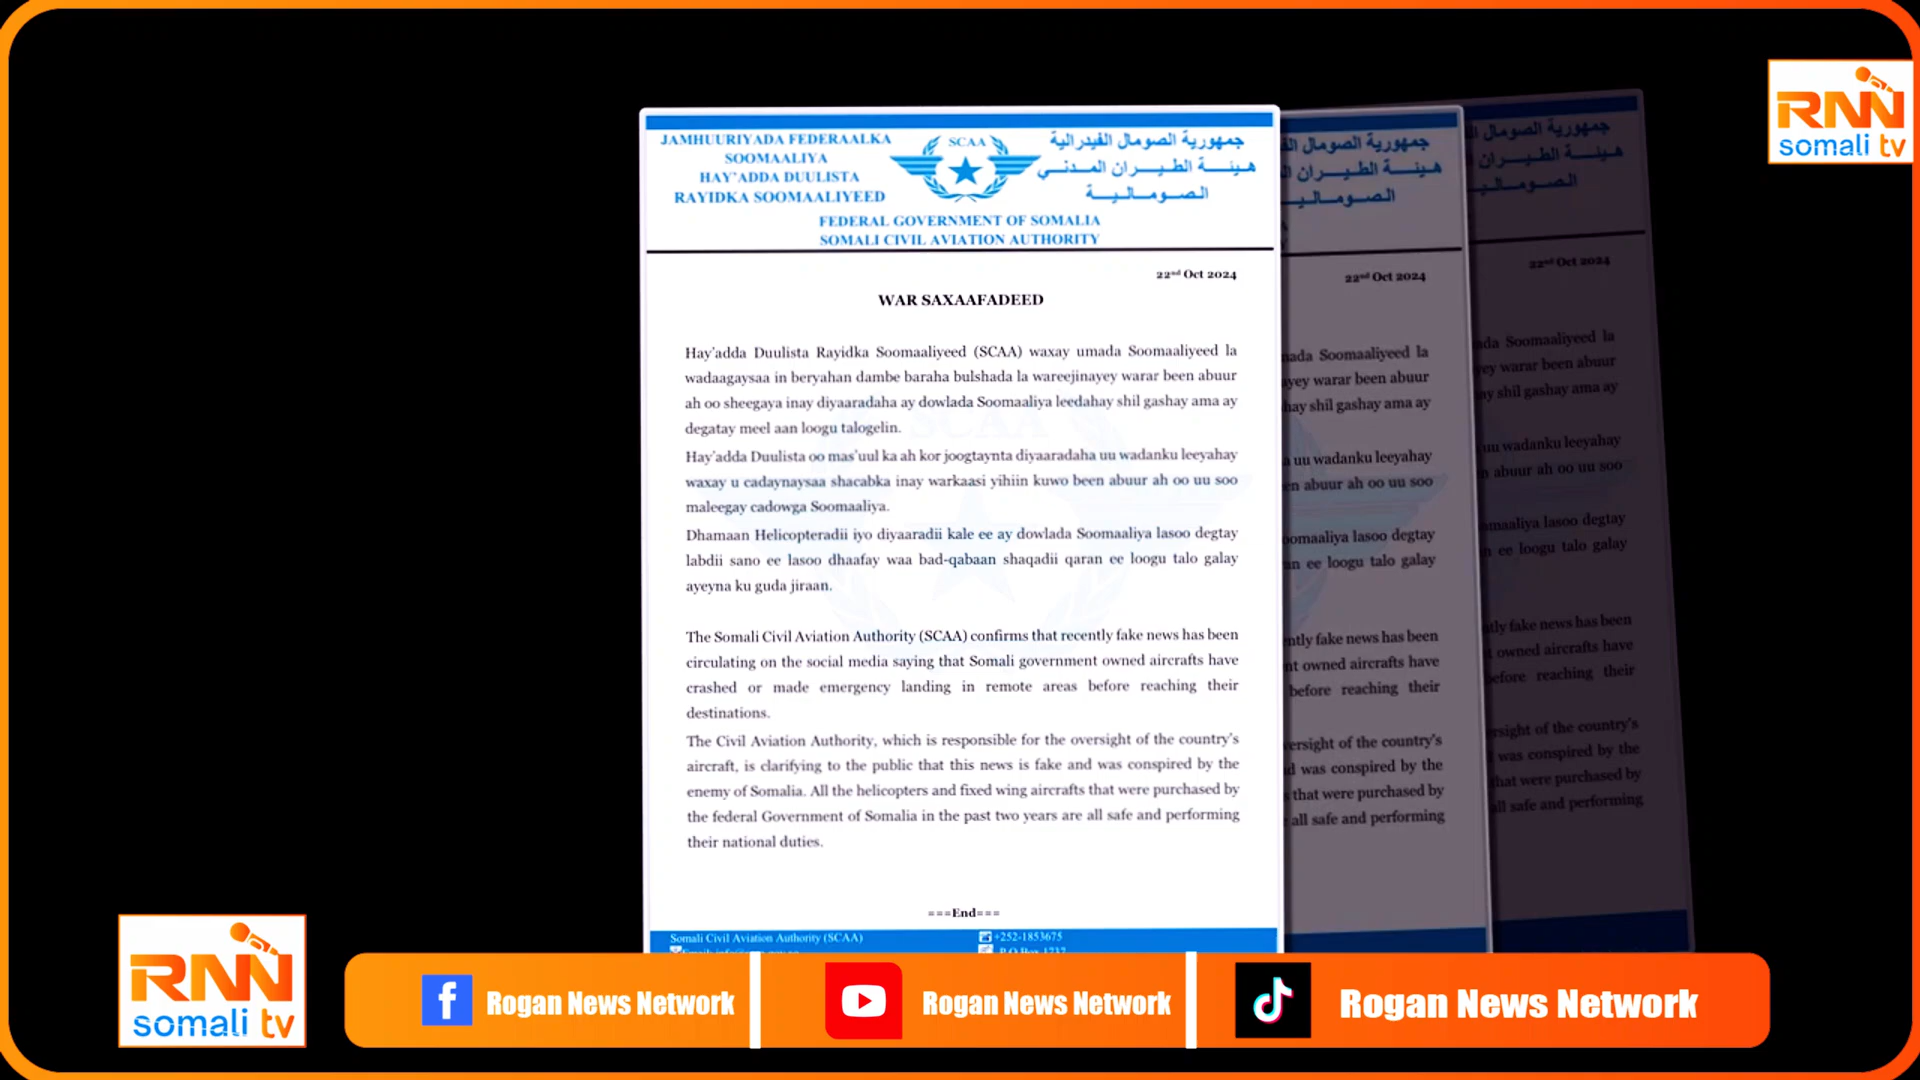 RNN
somali tv
JAMHUURIYADA FEDERAALKA
SOOMAALIYA
HAY'ADDA DUULISTA
RAYIDKA SOOMAALIYEED
SCAA
جمهورية الصومال الفيدرالية
هيئة الطيران المدني
الصومالية
FEDERAL GOVERNMENT OF SOMALIA
SOMALI CIVIL AVIATION AUTHORITY
22nd Oct 2024
WAR SAXAAFADEED
Hay'adda Duulista Rayidka Soomaaliyeed (SCAA) waxay umada Soomaaliyeed la
wadaagaysaa in beryahan dambe baraha bulshada la wareejinayey warar been abuur
ah oo sheegaya inay diyaaradaha ay dowlada Soomaaliya leedahay shil gashay ama ay
degatay meel aan loogu talogelin.
Hay'adda Duulista oo mas'uul ka ah kor joogtaynta diyaaradaha uu wadanku leeyahay
waxay u cadaynaysaa shacabka inay warkaasi yihiin kuwo been abuur ah oo uu soo
maleegay cadowga Soomaaliya.
Dhamaan Helicopteradii iyo diyaaradii kale ee ay dowlada Soomaaliya lasoo degtay
labdii sano ee lasoo dhaafay waa bad-qabaan shaqadii qaran ee loogu talo galay
ayeyna ku guda jiraan.
The Somali Civil Aviation Authority (SCAA) confirms that recently fake news has been
circulating on the social media saying that Somali government owned aircrafts have
crashed or made emergency landing in remote areas before reaching their
destinations.
The Civil Aviation Authority, which is responsible for the oversight of the country's
aircraft, is clarifying to the public that this news is fake and was conspired by the
enemy of Somalia. All the helicopters and fixed wing aircrafts that were purchased by
the federal Government of Somalia in the past two years are all safe and performing
their national duties.
===End===
Somali Civil Aviation Authority (SCAA)
+252-1853675
RNN
somali tv
Rogan News Network
Rogan News Network
Rogan News Network